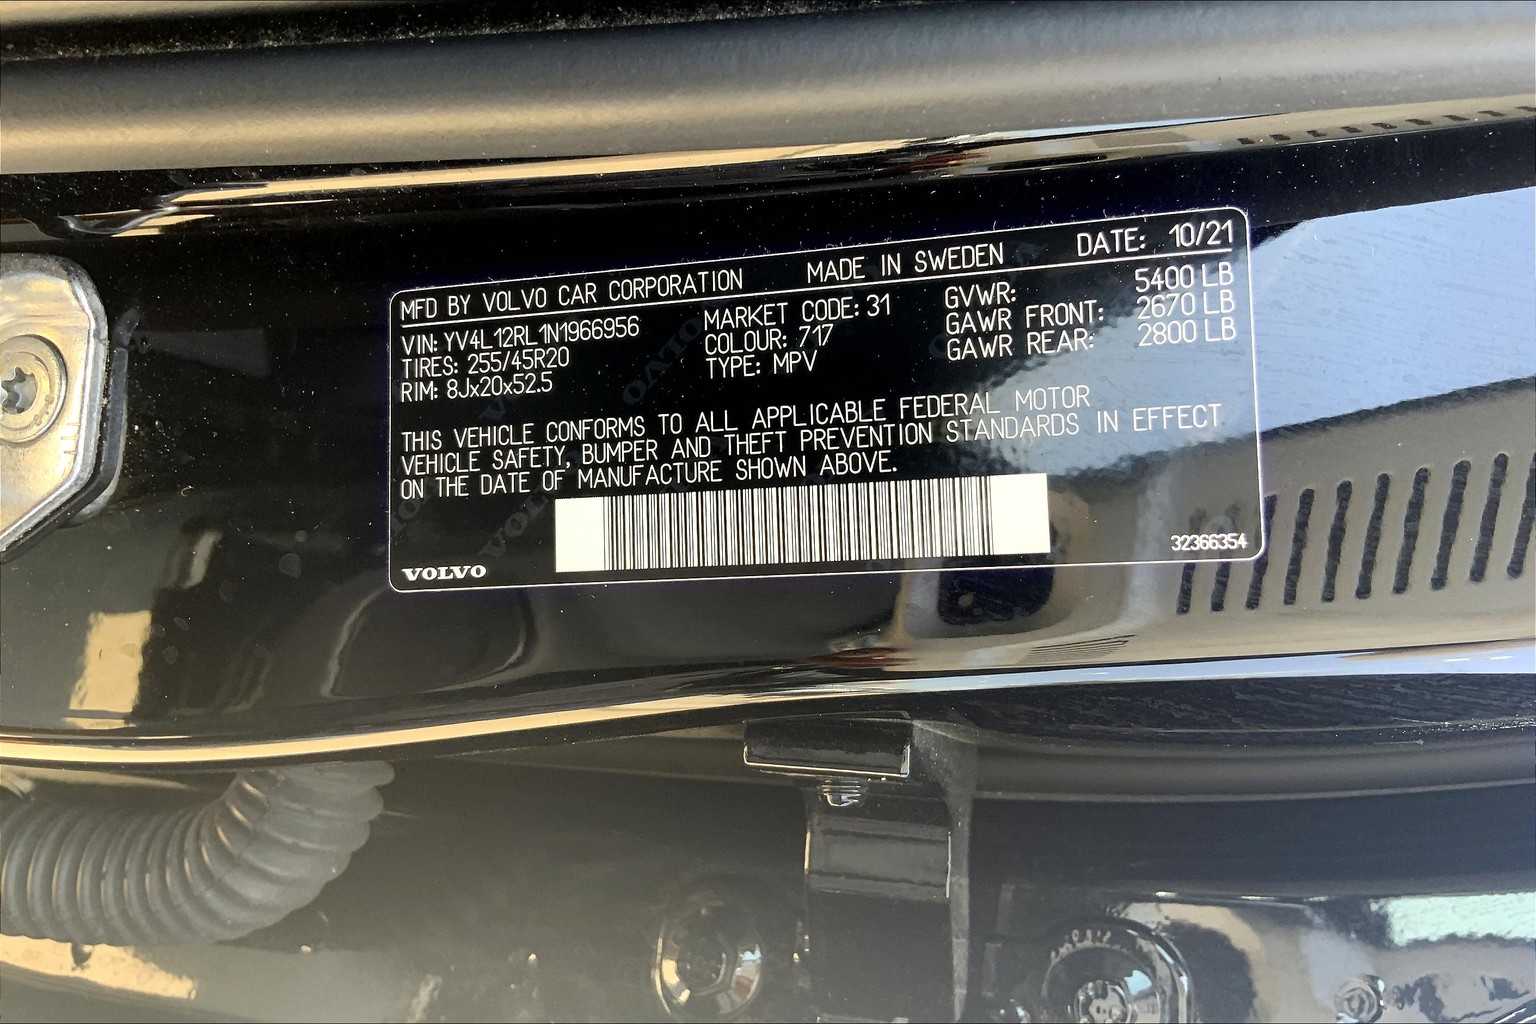 MFD BY VOLVO CAR CORPORATION MADE IN SWEDEN DATE: 10/21
VIN: YV4L12RL1N1966956 MARKET CODE: 31 GVWR: 5400 LB
TIRES: 255/45R20 COLOUR: 717 GAWR FRONT: 2670 LB
RIM: 8Jx20x52.5 TYPE: MPV GAWR REAR: 2800 LB
THIS VEHICLE CONFORMS TO ALL APPLICABLE FEDERAL MOTOR
VEHICLE SAFETY, BUMPER AND THEFT PREVENTION STANDARDS IN EFFECT
ON THE DATE OF MANUFACTURE SHOWN ABOVE.
VOLVO 32366354